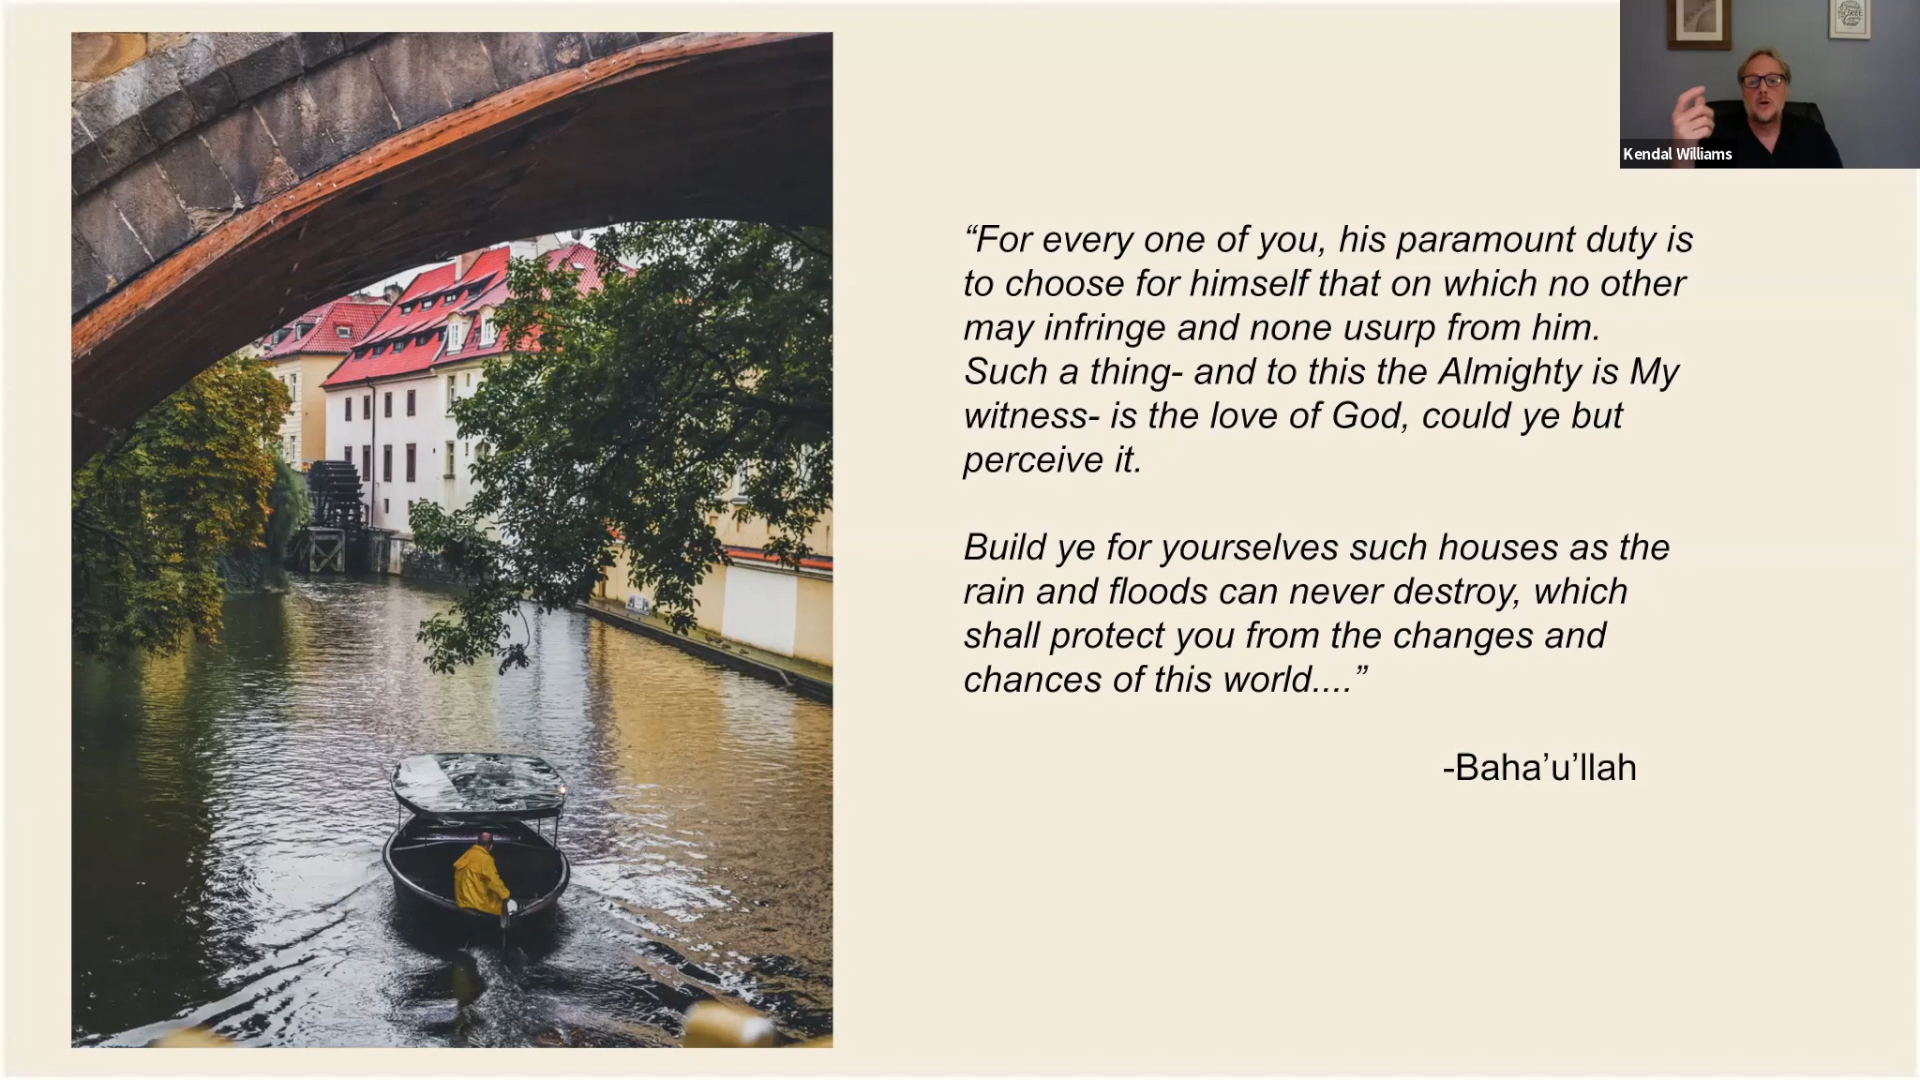 Kendal Williams
“For every one of you, his paramount duty is
to choose for himself that on which no other
may infringe and none usurp from him.
Such a thing- and to this the Almighty is My
witness- is the love of God, could ye but
perceive it.
Build ye for yourselves such houses as the
rain and floods can never destroy, which
shall protect you from the changes and
chances of this world....”
-Baha’u’llah